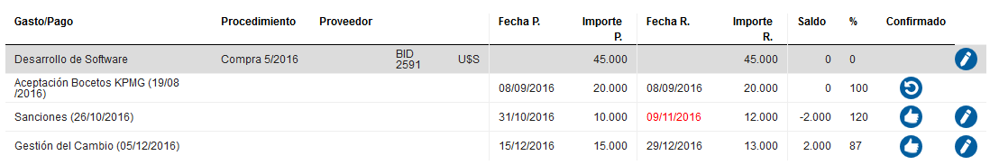 Gasto/Pago Procedimiento Proveedor Fecha P. Importe P. Fecha R. Importe R. Saldo % Confirmado
Desarrollo de Software Compra 5/2016 BID 2591 U$S 45.000 45.000 0 0
Aceptación Bocetos KPMG (19/08
/2016) 08/09/2016 20.000 08/09/2016 20.000 0 100
Sanciones (26/10/2016) 31/10/2016 10.000 09/11/2016 12.000 -2.000 120
Gestión del Cambio (05/12/2016) 15/12/2016 15.000 29/12/2016 13.000 2.000 87